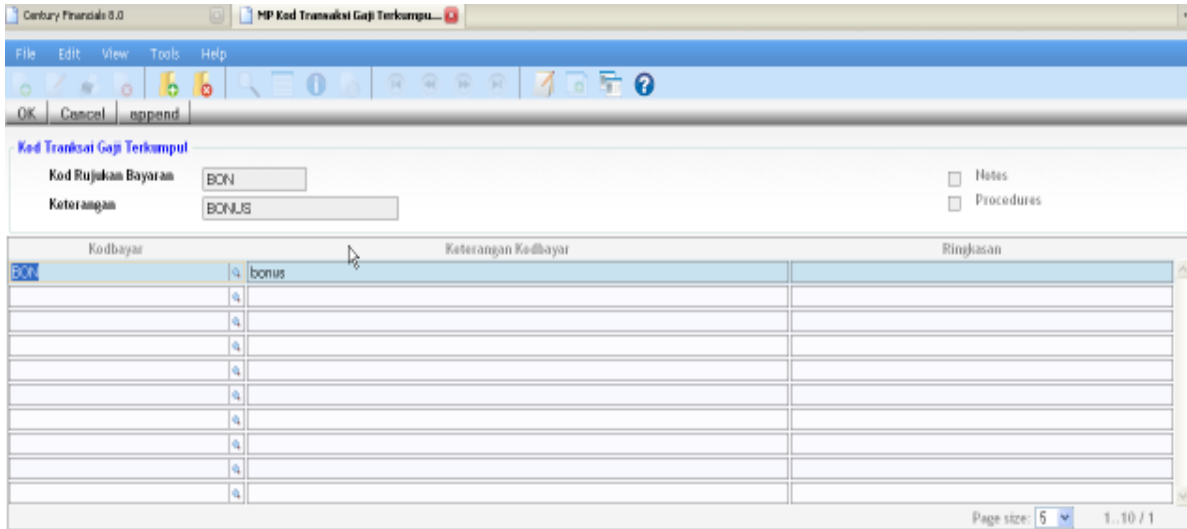 Century Financials 8.0
MP Kod Transaksi Gaji Terkumpu...
File Edit View Tools Help
OK Cancel append
Kod Tranksai Gaji Terkumput
Kod Rujukan Bayaran BON
Notes
Keterangan BONUS
Procedures
Kodbayar Keterangan Kodbayar Ringkasan
BON bonus
Page size: 5 1..10 / 1